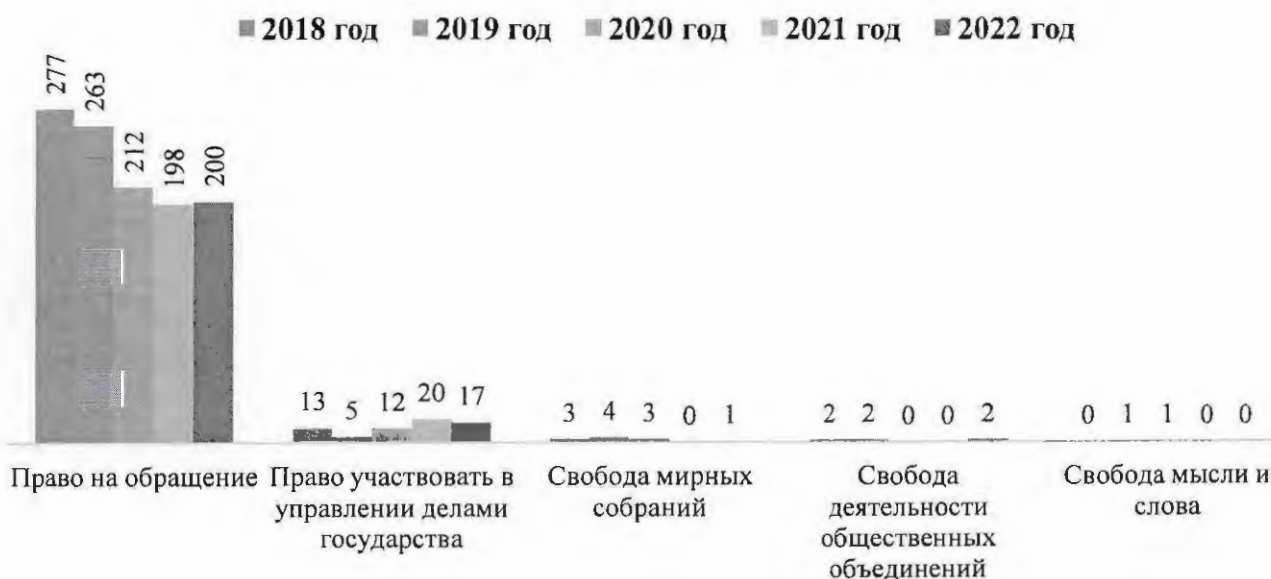 2018 год 2019 год 2020 год 2021 год 2022 год
277 263 212 198 200
13 5 12 20 17
3 4 3 0 1
2 2 0 0 2
0 1 1 0 0
Право на обращение
Право участвовать в
управлении делами
государства
Свобода мирных
собраний
Свобода
деятельности
общественных
объединений
Свобода мысли и
слова